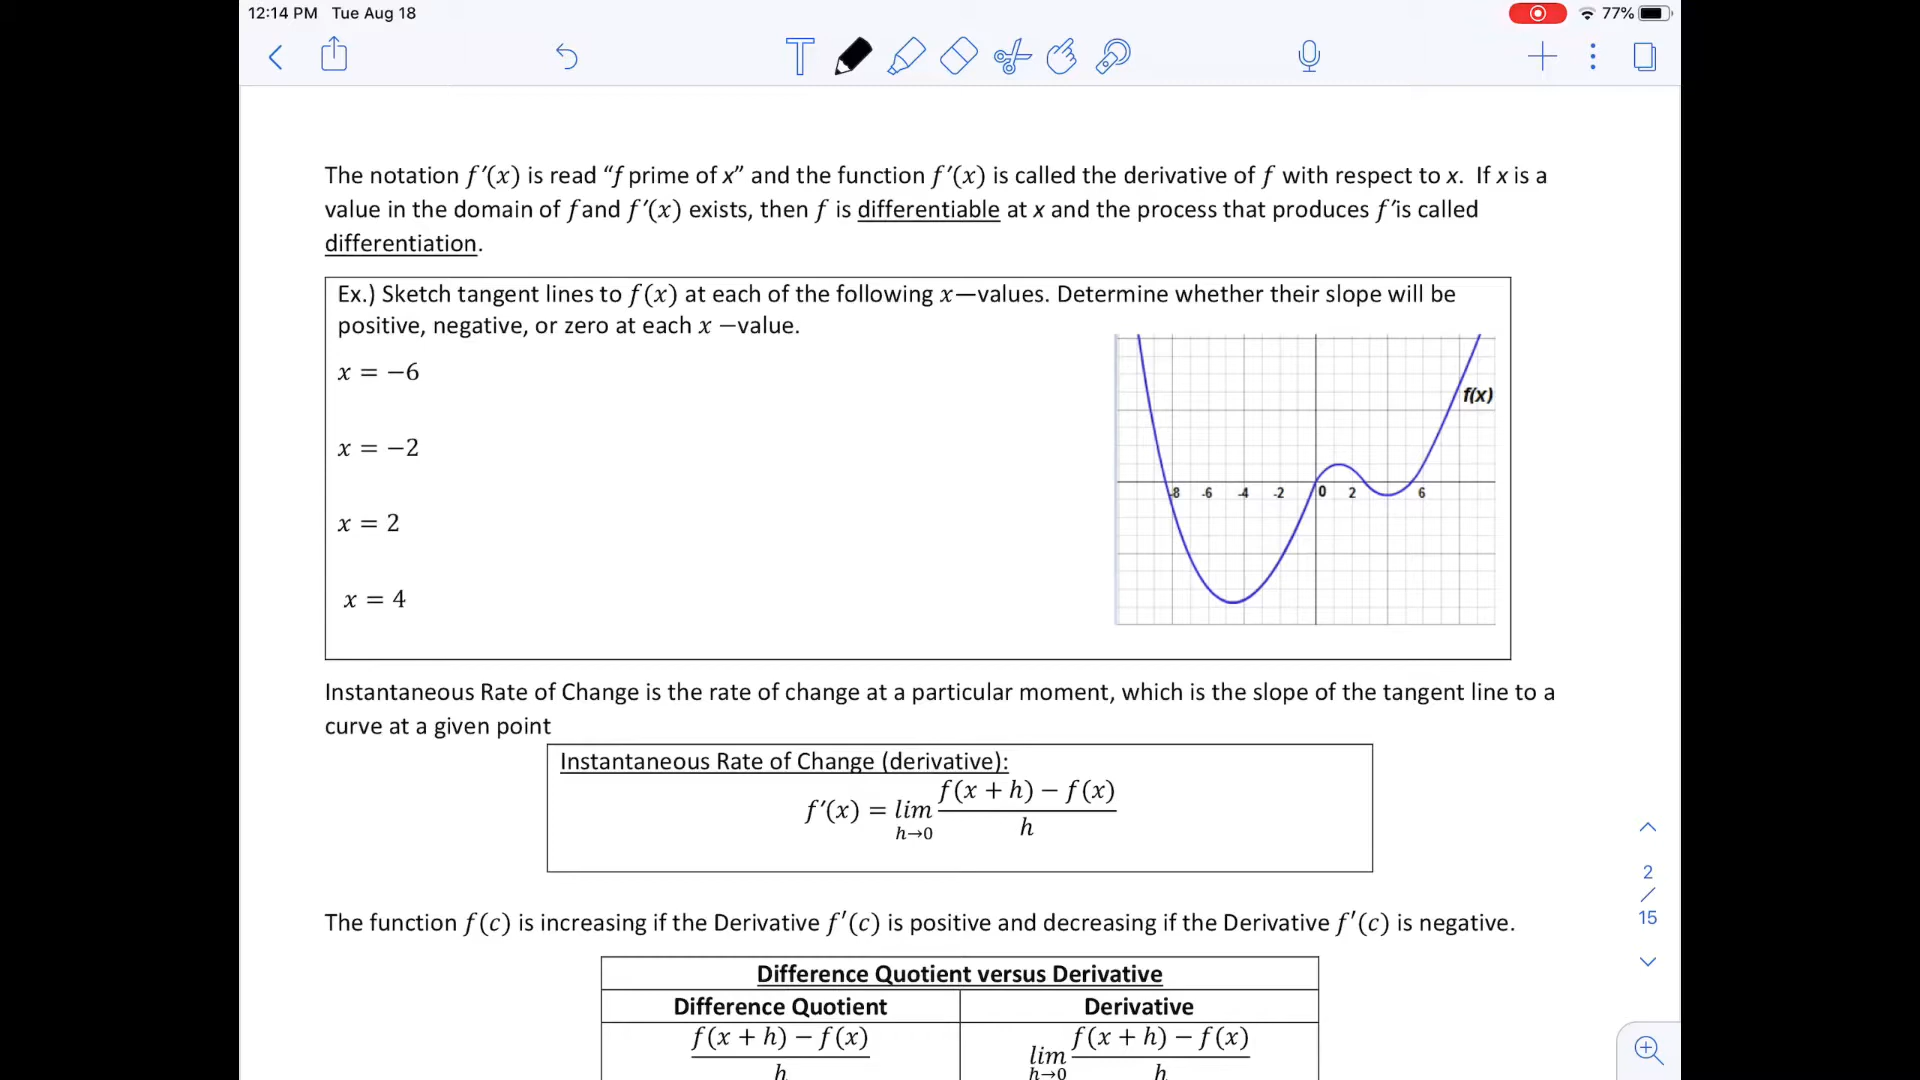 12:14 PM Tue Aug 18
77%
T
The notation f′(x) is read “f prime of x” and the function f′(x) is called the derivative of f with respect to x. If x is a
value in the domain of f and f′(x) exists, then f is differentiable at x and the process that produces f′is called
differentiation.
Ex.) Sketch tangent lines to f(x) at each of the following x—values. Determine whether their slope will be
positive, negative, or zero at each x −value.
x = −6
x = −2
x = 2
x = 4
f(x)
-8 -6 -4 -2 0 2 6
Instantaneous Rate of Change is the rate of change at a particular moment, which is the slope of the tangent line to a
curve at a given point
Instantaneous Rate of Change (derivative):
f′(x) = lim h→0 f(x + h) − f(x) / h
The function f(c) is increasing if the Derivative f′(c) is positive and decreasing if the Derivative f′(c) is negative.
Difference Quotient versus Derivative
Difference Quotient Derivative
f(x + h) − f(x) / h lim h→0 f(x + h) − f(x) / h
2 / 15